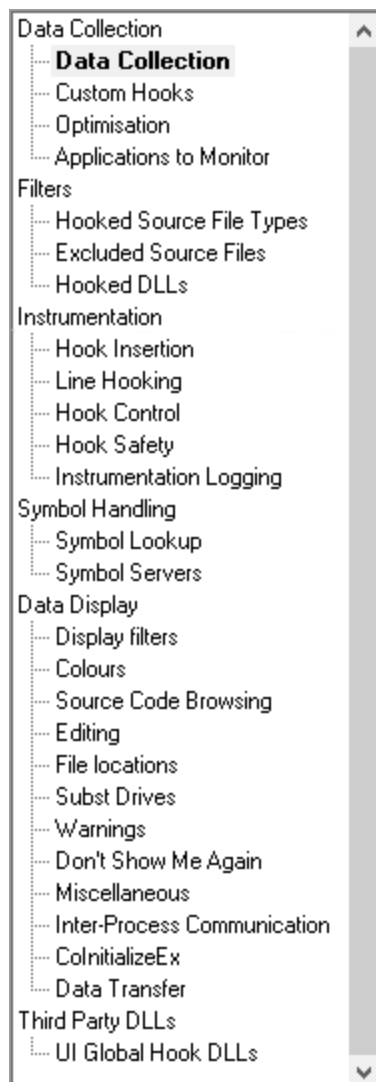 Data Collection
Data Collection
Custom Hooks
Optimisation
Applications to Monitor
Filters
Hooked Source File Types
Excluded Source Files
Hooked DLLs
Instrumentation
Hook Insertion
Line Hooking
Hook Control
Hook Safety
Instrumentation Logging
Symbol Handling
Symbol Lookup
Symbol Servers
Data Display
Display filters
Colours
Source Code Browsing
Editing
File locations
Subst Drives
Warnings
Don't Show Me Again
Miscellaneous
Inter-Process Communication
CoInitializeEx
Data Transfer
Third Party DLLs
UI Global Hook DLLs